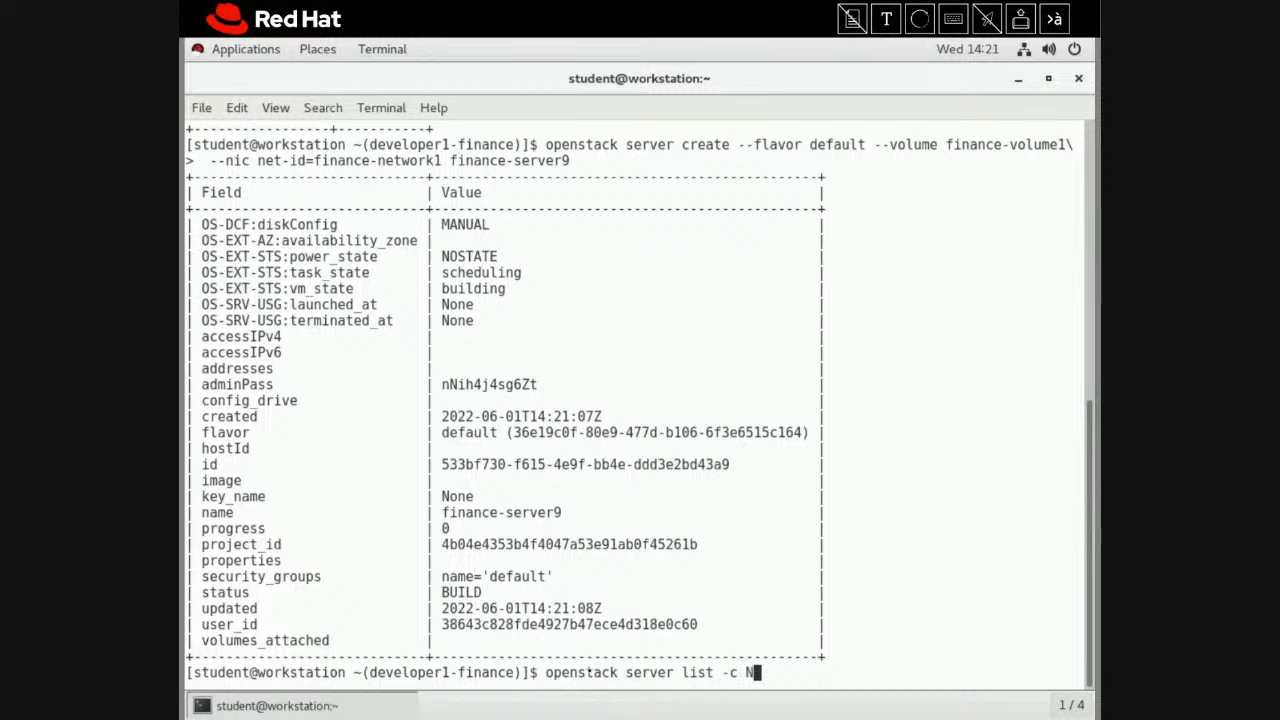 Red Hat
T
›à
Applications Places Terminal Wed 14:21
student@workstation:~
File Edit View Search Terminal Help
+------------------+-----------+
[student@workstation ~(developer1-finance)]$ openstack server create --flavor default --volume finance-volume1\
>  --nic net-id=finance-network1 finance-server9
+-----------------------------+------------------------------------------------+
| Field | Value |
+-----------------------------+------------------------------------------------+
| OS-DCF:diskConfig | MANUAL |
| OS-EXT-AZ:availability_zone | |
| OS-EXT-STS:power_state | NOSTATE |
| OS-EXT-STS:task_state | scheduling |
| OS-EXT-STS:vm_state | building |
| OS-SRV-USG:launched_at | None |
| OS-SRV-USG:terminated_at | None |
| accessIPv4 | |
| accessIPv6 | |
| addresses | |
| adminPass | nNih4j4sg6Zt |
| config_drive | |
| created | 2022-06-01T14:21:07Z |
| flavor | default (36e19c0f-80e9-477d-b106-6f3e6515c164) |
| hostId | |
| id | 533bf730-f615-4e9f-bb4e-ddd3e2bd43a9 |
| image | |
| key_name | None |
| name | finance-server9 |
| progress | 0 |
| project_id | 4b04e4353b4f4047a53e91ab0f45261b |
| properties | |
| security_groups | name='default' |
| status | BUILD |
| updated | 2022-06-01T14:21:08Z |
| user_id | 38643c828fde4927b47ece4d318e0c60 |
| volumes_attached | |
+-----------------------------+------------------------------------------------+
[student@workstation ~(developer1-finance)]$ openstack server list -c N
student@workstation:~ 1 / 4